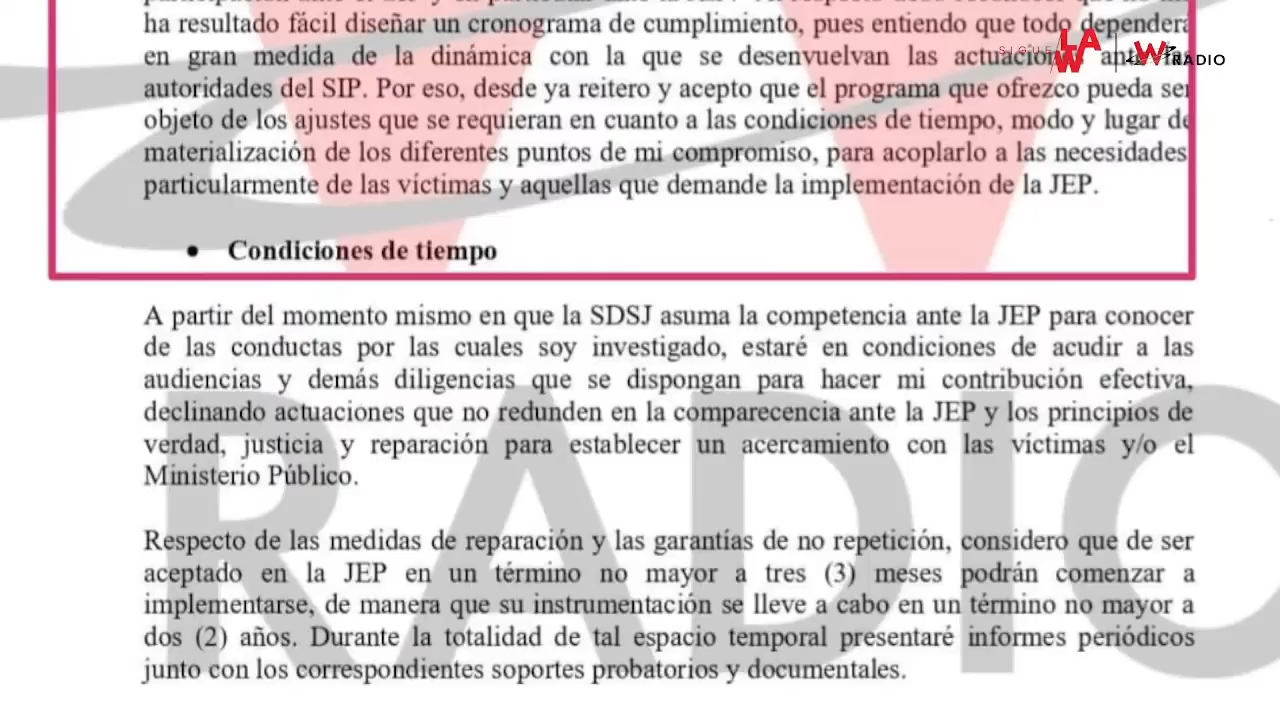 ha resultado fácil diseñar un cronograma de cumplimiento, pues entiendo que todo dependerá
en gran medida de la dinámica con la que se desenvuelvan las
autoridades del SIP. Por eso, desde ya reitero y acepto que el programa que ofrezco pueda ser
objeto de los ajustes que se requieran en cuanto a las condiciones de tiempo, modo y lugar de
materialización de los diferentes puntos de mi compromiso, para acoplarlo a las necesidades
particularmente de las víctimas y aquellas que demande la implementación de la JEP.
• Condiciones de tiempo
A partir del momento mismo en que la SDSJ asuma la competencia ante la JEP para conocer
de las conductas por las cuales soy investigado, estaré en condiciones de acudir a las
audiencias y demás diligencias que se dispongan para hacer mi contribución efectiva,
declinando actuaciones que no redunden en la comparecencia ante la JEP y los principios de
verdad, justicia y reparación para establecer un acercamiento con las víctimas y/o el
Ministerio Público.
Respecto de las medidas de reparación y las garantías de no repetición, considero que de ser
aceptado en la JEP en un término no mayor a tres (3) meses podrán comenzar a
implementarse, de manera que su instrumentación se lleve a cabo en un término no mayor a
dos (2) años. Durante la totalidad de tal espacio temporal presentaré informes periódicos
junto con los correspondientes soportes probatorios y documentales.
SIGUE LA W
W RADIO
RADIO